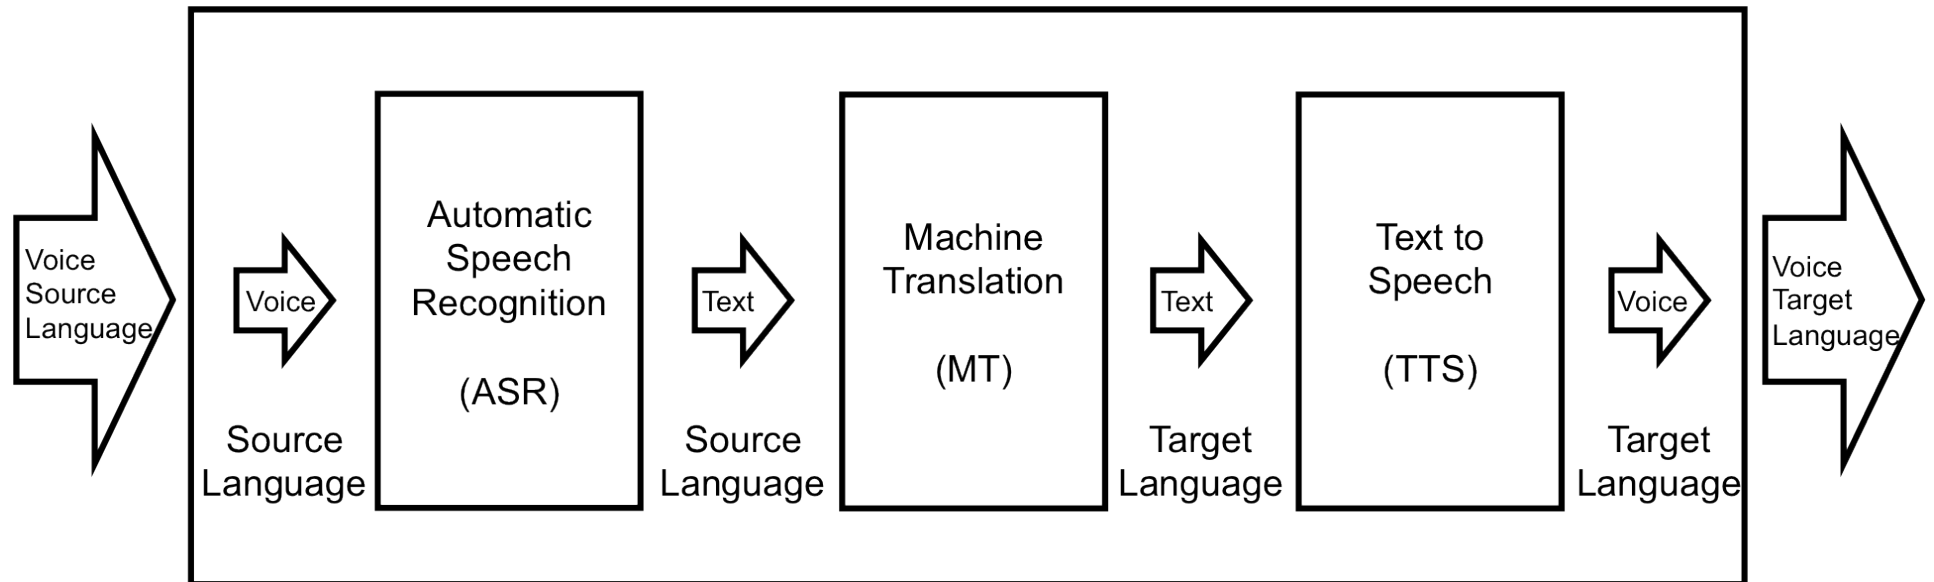 Voice
Source
Language
Voice
Source
Language
Automatic
Speech
Recognition
(ASR)
Text
Source
Language
Machine
Translation
(MT)
Text
Target
Language
Text to
Speech
(TTS)
Voice
Target
Language
Voice
Target
Language